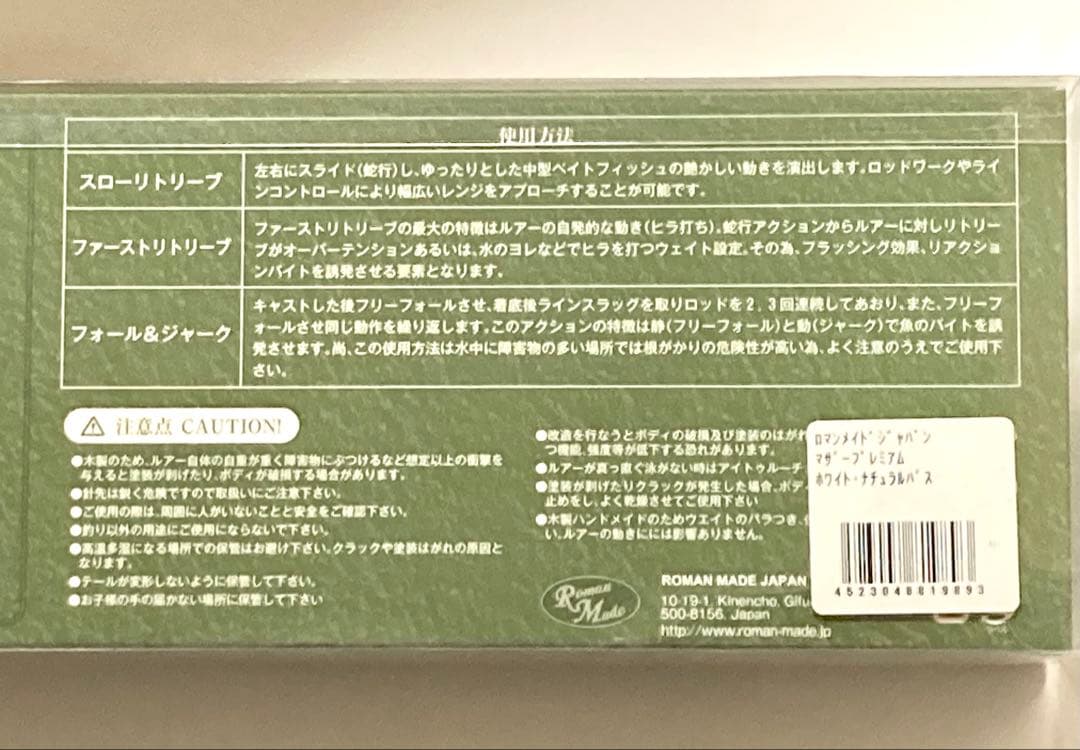 使用方法
スローリトリーブ
左右にスライド(蛇行)し、ゆったりとした中型ベイトフィッシュの艶かしい動きを演出します。ロッドワークやライ
ンコントロールにより幅広いレンジをアプローチすることが可能です。
ファーストリトリーブ
ファーストリトリーブの最大の特徴はルアーの自発的な動き(ヒラ打ち)。蛇行アクションからルアーに対しリトリー
ブがオーバーテンションあるいは、水のヨレなどでヒラを打つウェイト設定。その為、フラッシング効果、リアクショ
ンバイトを誘発させる要素となります。
フォール&ジャーク
キャストした後フリーフォールさせ、着底後ラインスラッグを取りロッドを2、3回連続してあおり、また、フリーフ
ォールさせ同じ動作を繰り返します。このアクションの特徴は静(フリーフォール)と動(ジャーク)で魚のバイトを誘
発させます。尚、この使用方法は水中に障害物の多い場所では根がかりの危険性が高い為、よく注意のうえでご使用下
さい。
注意点 CAUTION!
●木製のため、ルアー自体の自重が重く障害物にぶつけるなど想定以上の衝撃を
与えると塗装が剥げたり、ボディが破損する場合があります。
●針先は鋭く危険ですので取扱いにご注意下さい。
●ご使用の際は、周囲に人がいないことと安全をご確認下さい。
●釣り以外の用途にご使用にならないで下さい。
●高温多湿になる場所での保管はお避け下さい。クラックや塗装はがれの原因と
なります。
●テールが変形しないように保管して下さい。
●お子様の手の届かない場所に保管して下さい
●改造を行なうとボディの破損及び塗装のはがれ
つ機能、強度等が低下する恐れがあります。
●ルアーが真っ直ぐ泳がない時はアイトゥルーチ
●塗装が剥げたりクラックが発生した場合、ボディ
止めをし、よく乾燥させてご使用下さい
●木製ハンドメイドのためウエイトのバラつき、
い。ルアーの動きにには影響ありません。
Roman
Made
ROMAN MADE JAPAN
10-19-1, Kinencho, Gifu
500-8156, Japan
http://www.roman-made.jp
ロマンメイドジャパン
マザープレミアム
ホワイト・ナチュラルバス
4523048819893